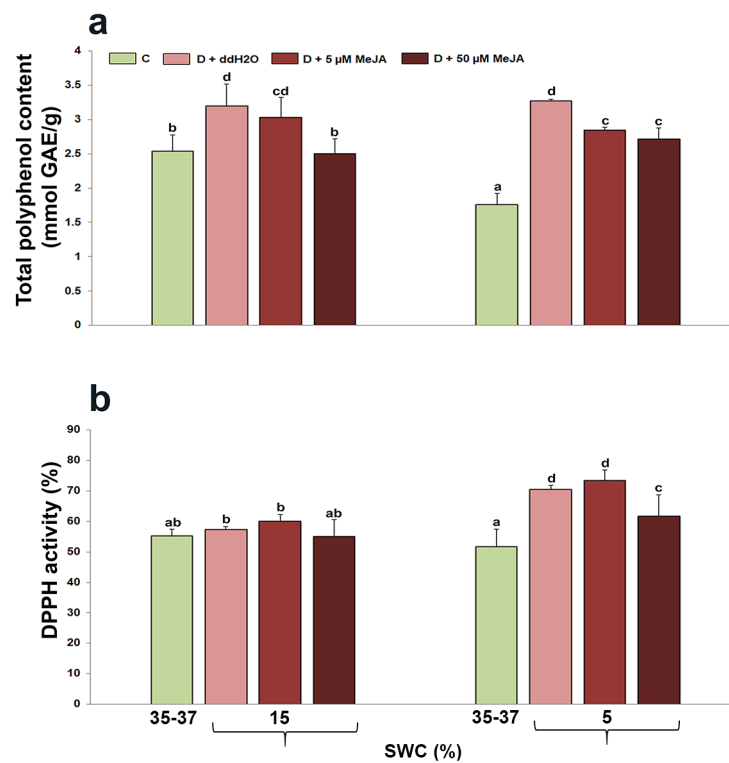 a
Total polyphenol content
(mmol GAE/g)
4
3.5
3
2.5
2
1.5
1
0.5
0
C
D + ddH2O
D + 5 µM MeJA
D + 50 µM MeJA
b
d
cd
b
a
d
c
c
b
DPPH activity (%)
90
80
70
60
50
40
30
20
10
0
ab
b
b
ab
a
d
d
c
35-37
15
35-37
5
SWC (%)